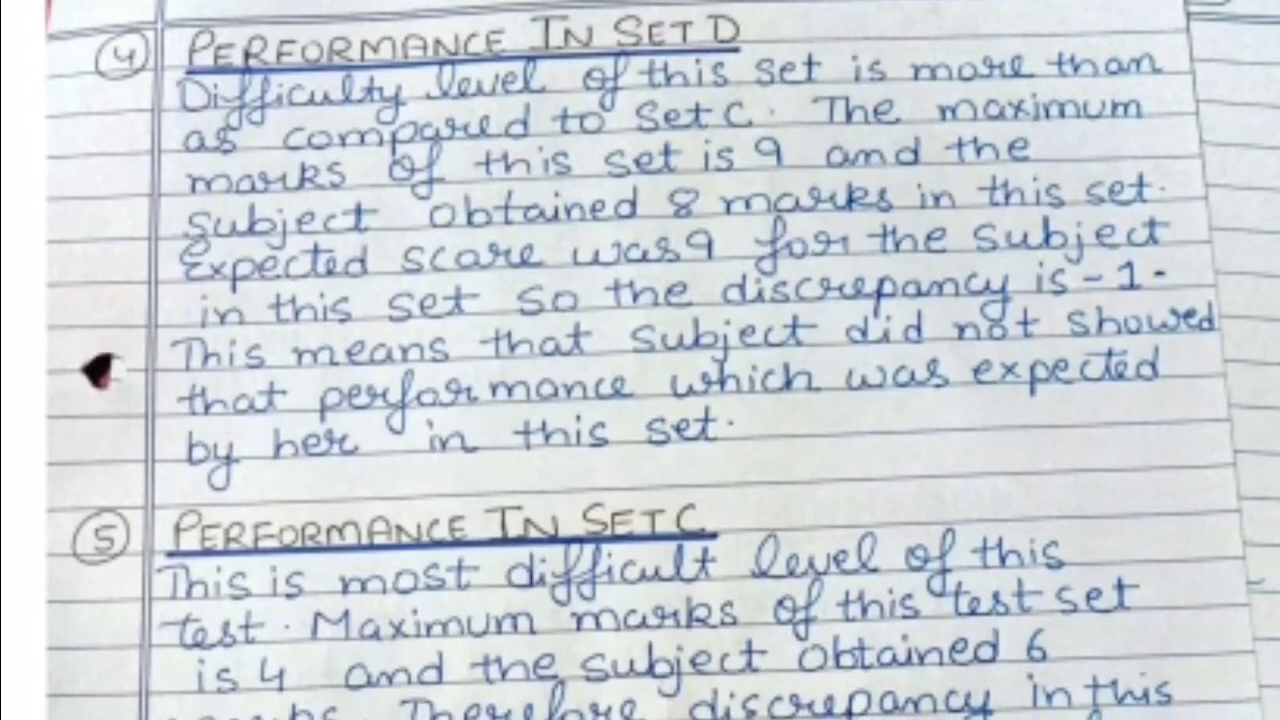 4 PERFORMANCE IN SET D
Difficulty level of this set is more than
as compared to Set C. The maximum
marks of this set is 9 and the
subject obtained 8 marks in this set.
Expected score was 9 for the subject
in this set so the discrepancy is -1.
This means that subject did not showed
that performance which was expected
by her in this set.
5 PERFORMANCE IN SET C
This is most difficult level of this
test. Maximum marks of this test set
is 4 and the subject obtained 6
Therefore discrepancy in this